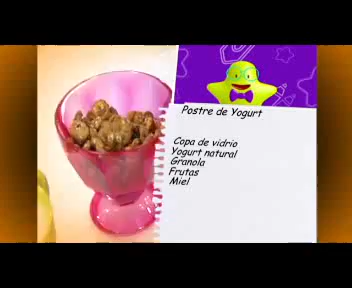 Postre de Yogurt
Copa de vidrio
Yogurt natural
Granola
Frutas
Miel